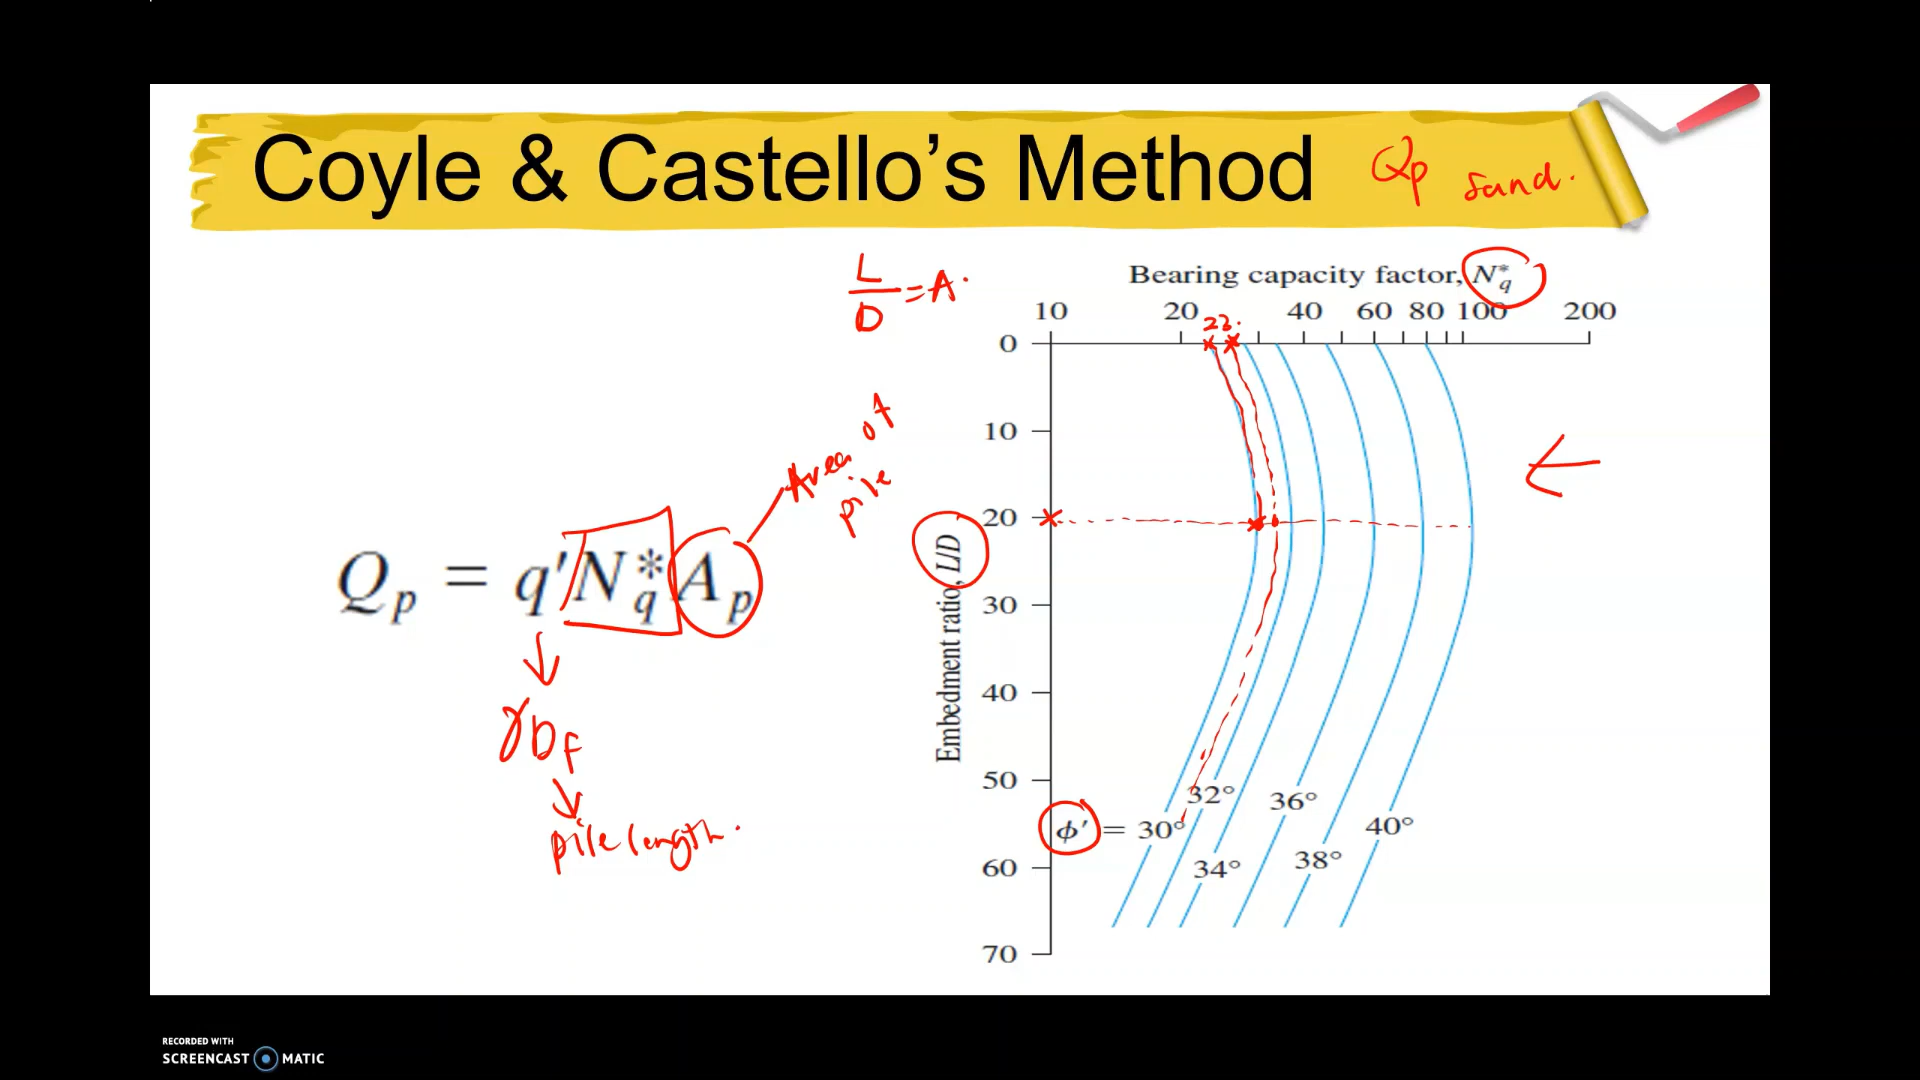 Coyle & Castello’s Method
Qp sand.
L/D = A.
Bearing capacity factor, N*q
10 20 40 60 80 100 200
23.
0
10
20
30
40
50
60
70
Embedment ratio, L/D
Area of
pile
Qp = q′N*qAp
γDf
pile length.
32° 36°
ϕ′ = 30° 40°
34° 38°
RECORDED WITH
SCREENCAST MATIC